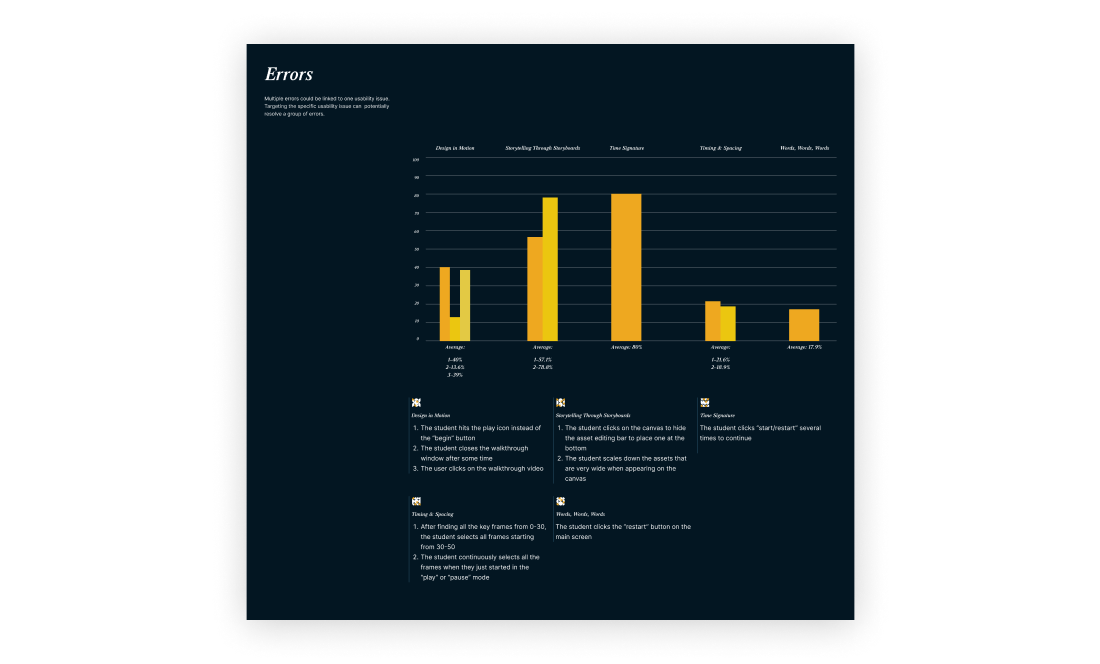 Errors
Multiple errors could be linked to one usability issue.
Targeting the specific usability issue can potentially
resolve a group of errors.
Design in Motion
Storytelling Through Storyboards
Time Signature
Timing & Spacing
Words, Words, Words
100
90
80
70
60
50
40
30
20
10
0
Average:
1-40%
2-13.6%
3-39%
Average:
1-57.1%
2-78.8%
Average: 80%
Average:
1-21.6%
2-18.9%
Average: 17.9%
Design in Motion
1. The student hits the play icon instead of
the "begin" button
2. The student closes the walkthrough
window after some time
3. The user clicks on the walkthrough video
Storytelling Through Storyboards
1. The student clicks on the canvas to hide
the asset editing bar to place one at the
bottom
2. The student scales down the assets that
are very wide when appearing on the
canvas
Time Signature
The student clicks "start/restart" several
times to continue
Timing & Spacing
1. After finding all the key frames from 0-30,
the student selects all frames starting
from 30-50
2. The student continuously selects all the
frames when they just started in the
"play" or "pause" mode
Words, Words, Words
The student clicks the "restart" button on the
main screen